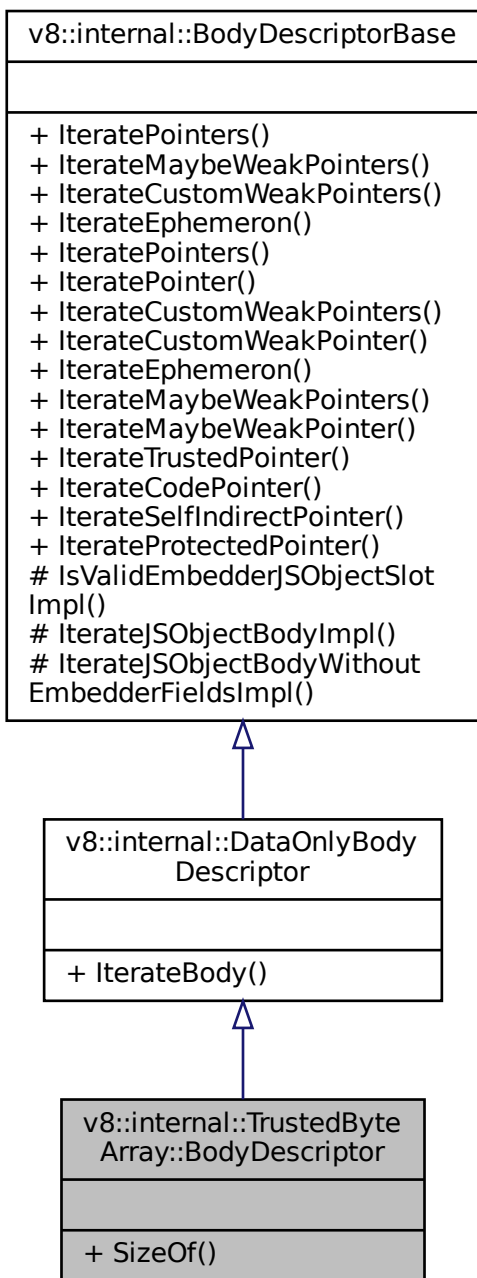 v8::internal::BodyDescriptorBase
+ IteratePointers()
+ IterateMaybeWeakPointers()
+ IterateCustomWeakPointers()
+ IterateEphemeron()
+ IteratePointers()
+ IteratePointer()
+ IterateCustomWeakPointers()
+ IterateCustomWeakPointer()
+ IterateEphemeron()
+ IterateMaybeWeakPointers()
+ IterateMaybeWeakPointer()
+ IterateTrustedPointer()
+ IterateCodePointer()
+ IterateSelfIndirectPointer()
+ IterateProtectedPointer()
# IsValidEmbedderJSObjectSlot
Impl()
# IterateJSObjectBodyImpl()
# IterateJSObjectBodyWithout
EmbedderFieldsImpl()
v8::internal::DataOnlyBody
Descriptor
+ IterateBody()
v8::internal::TrustedByte
Array::BodyDescriptor
+ SizeOf()